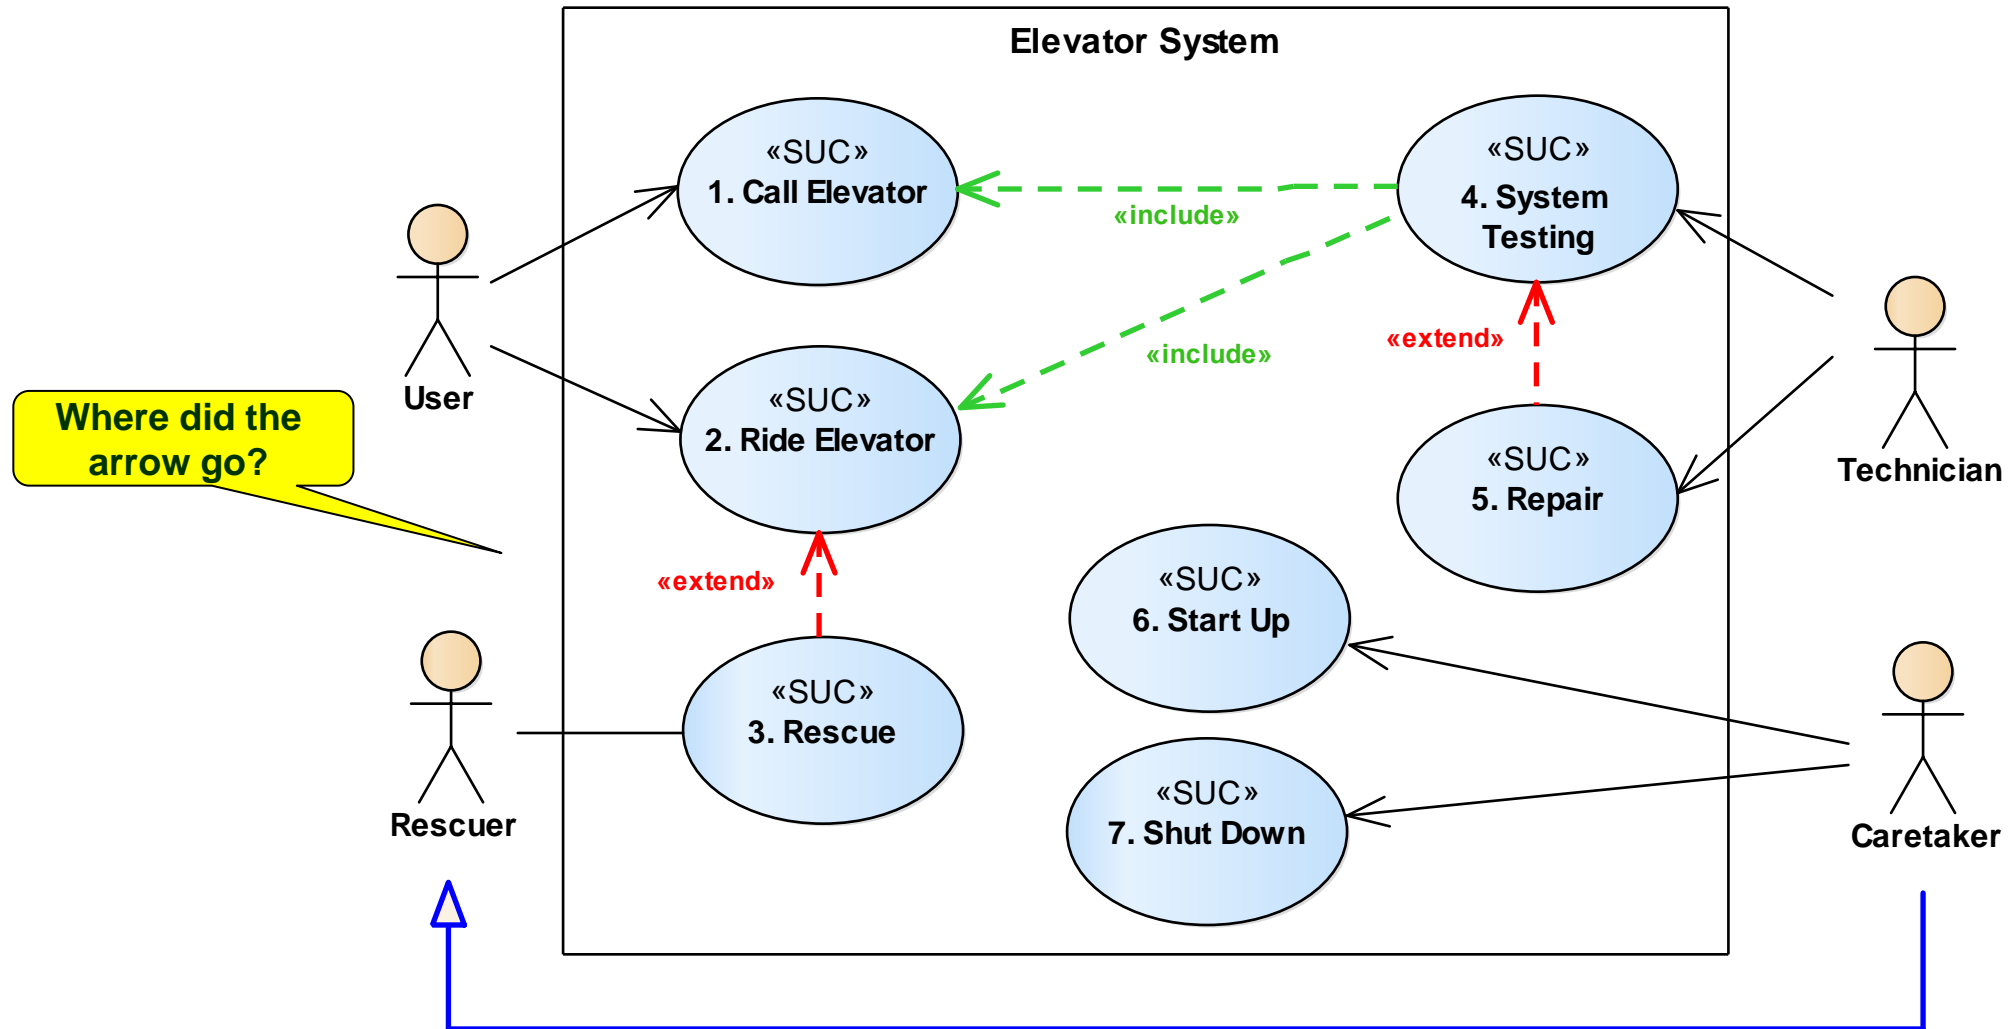 Elevator System
«SUC»
1. Call Elevator
«include»
«SUC»
4. System
Testing
User
«SUC»
2. Ride Elevator
«include»
«extend»
Technician
Where did the
arrow go?
«SUC»
5. Repair
«extend»
«SUC»
6. Start Up
Rescuer
«SUC»
3. Rescue
«SUC»
7. Shut Down
Caretaker